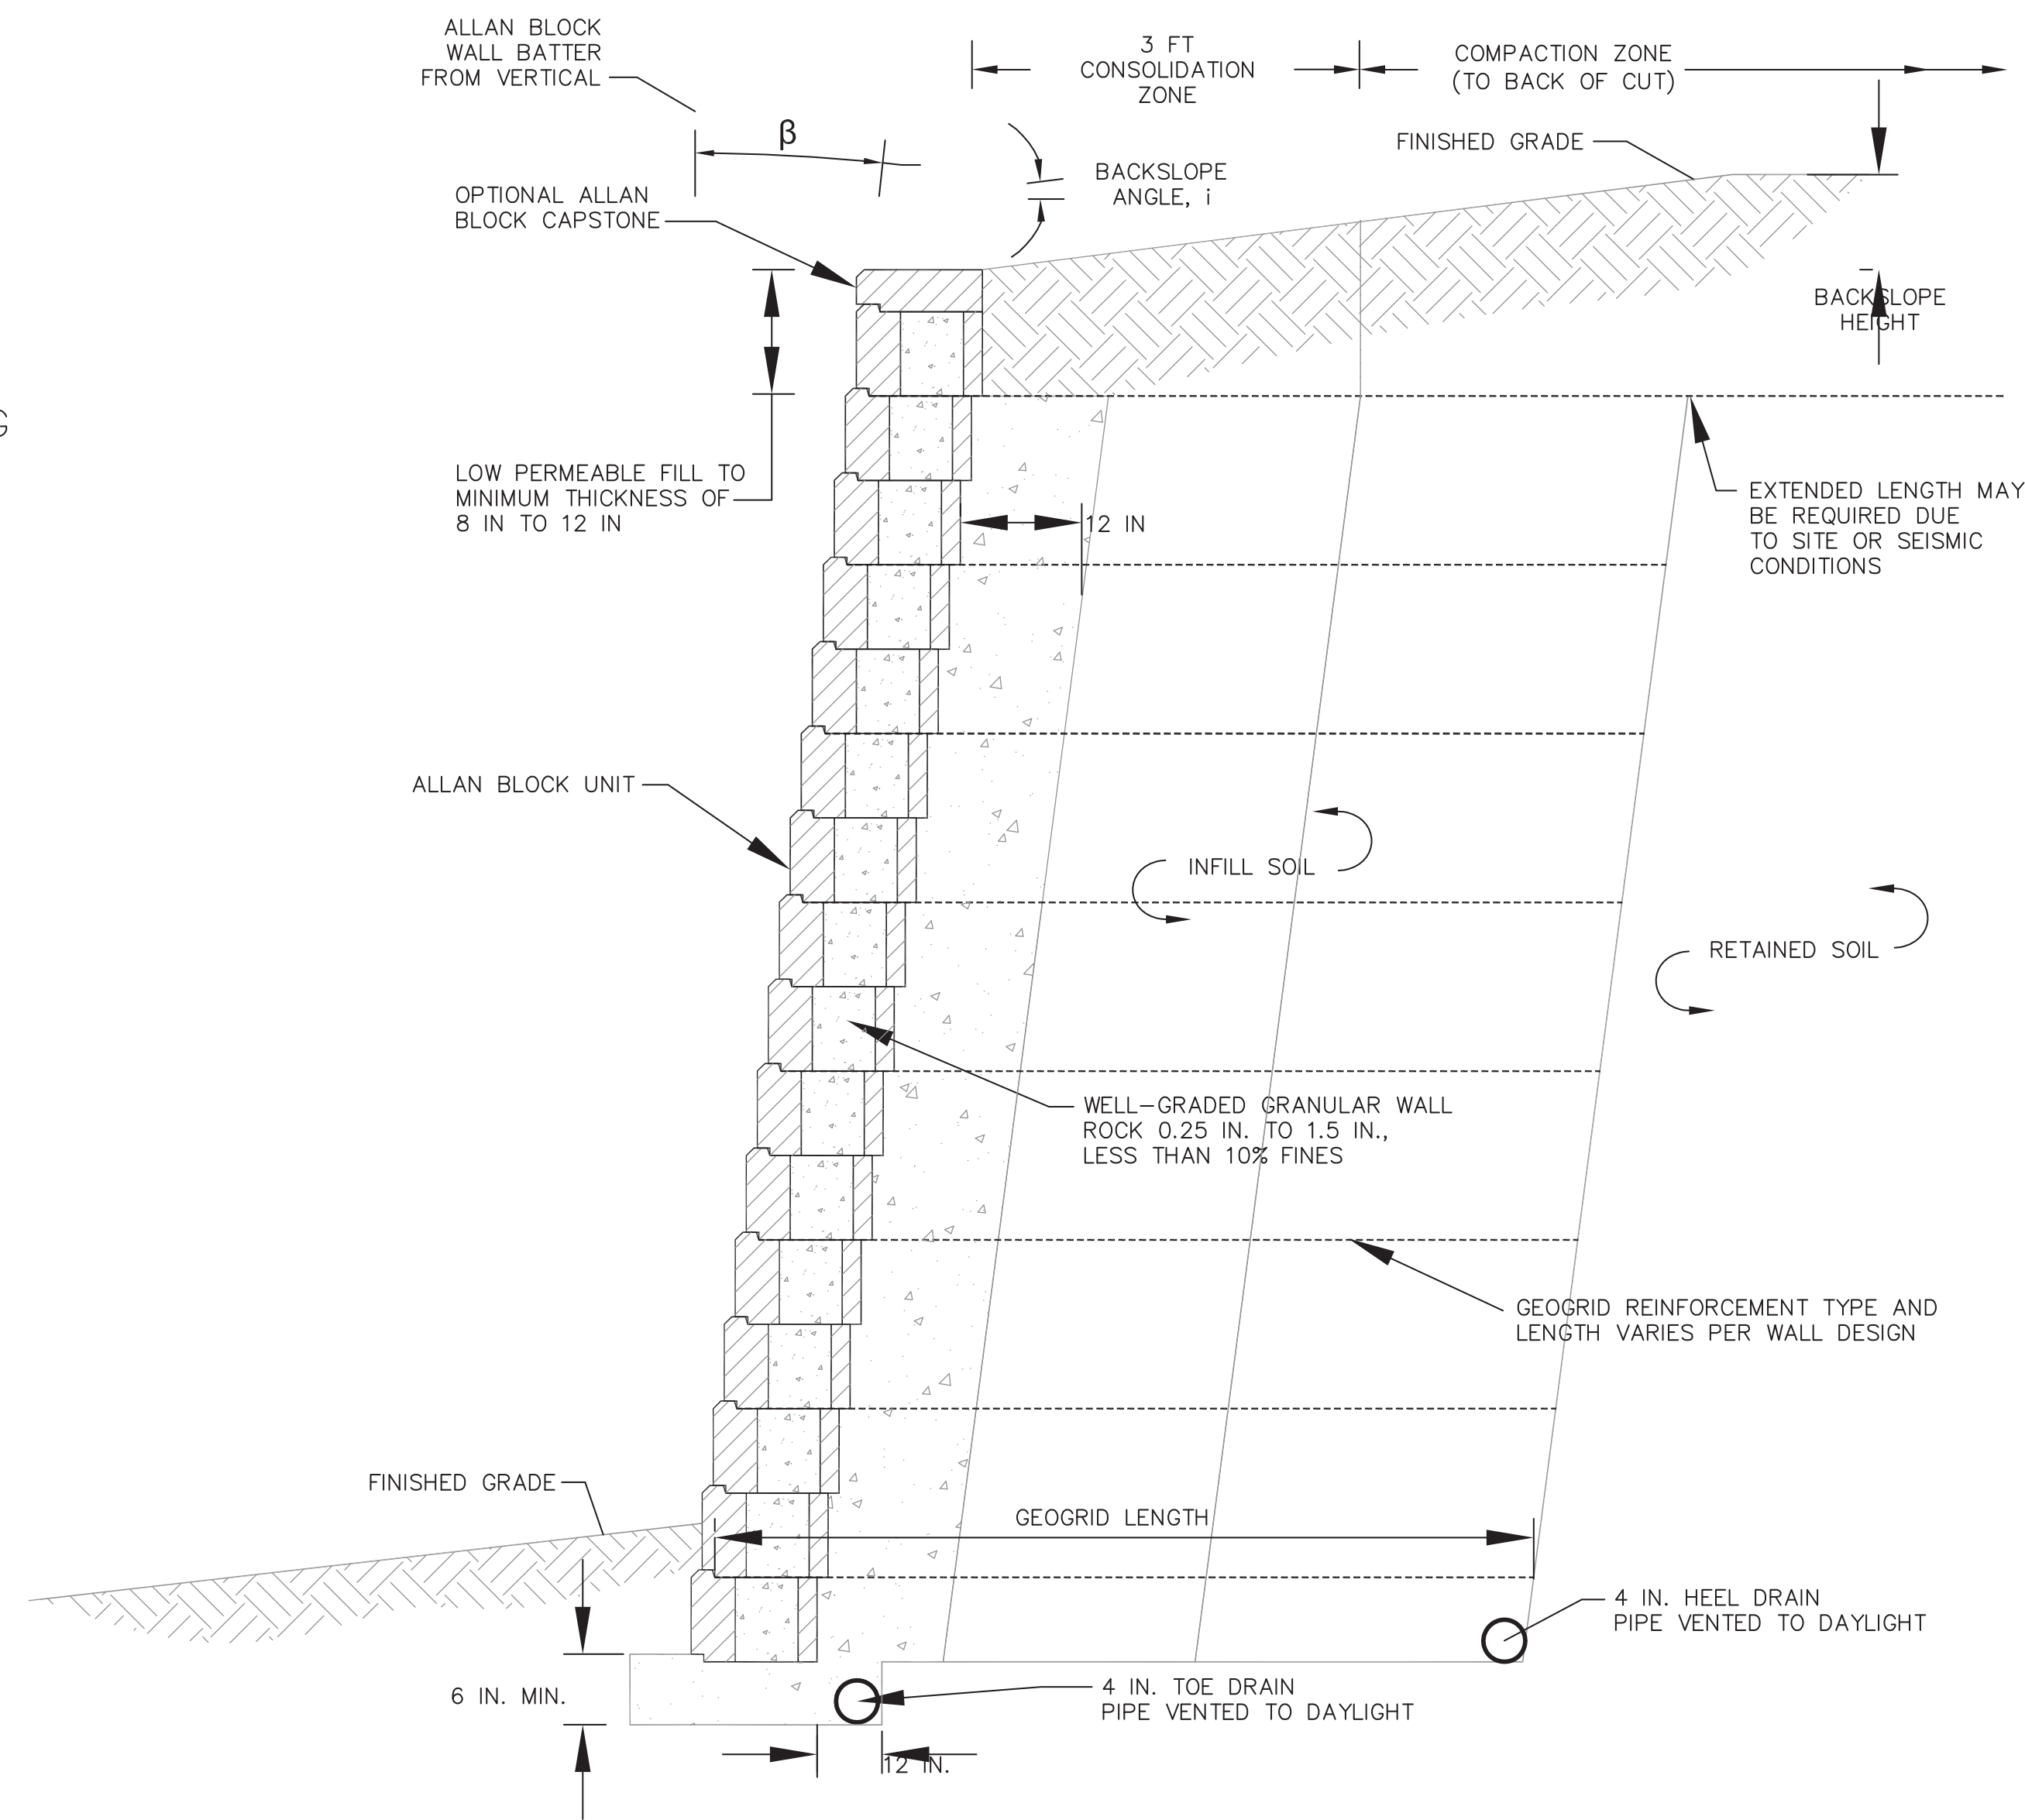 ALLAN BLOCK
WALL BATTER
FROM VERTICAL
3 FT
CONSOLIDATION
ZONE
COMPACTION ZONE
(TO BACK OF CUT)
β
FINISHED GRADE
BACKSLOPE
ANGLE, i
OPTIONAL ALLAN
BLOCK CAPSTONE
BACKSLOPE
HEIGHT
G
LOW PERMEABLE FILL TO
MINIMUM THICKNESS OF
8 IN TO 12 IN
12 IN
EXTENDED LENGTH MAY
BE REQUIRED DUE
TO SITE OR SEISMIC
CONDITIONS
ALLAN BLOCK UNIT
INFILL SOIL
RETAINED SOIL
WELL-GRADED GRANULAR WALL
ROCK 0.25 IN. TO 1.5 IN.,
LESS THAN 10% FINES
GEOGRID REINFORCEMENT TYPE AND
LENGTH VARIES PER WALL DESIGN
FINISHED GRADE
GEOGRID LENGTH
4 IN. HEEL DRAIN
PIPE VENTED TO DAYLIGHT
6 IN. MIN.
4 IN. TOE DRAIN
PIPE VENTED TO DAYLIGHT
12 IN.